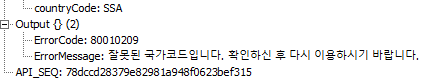 countryCode: SSA
Output {} (2)
ErrorCode: 80010209
ErrorMessage: 잘못된 국가코드입니다. 확인하신 후 다시 이용하시기 바랍니다.
API_SEQ: 78dccd28379e82981a948f0623bef315